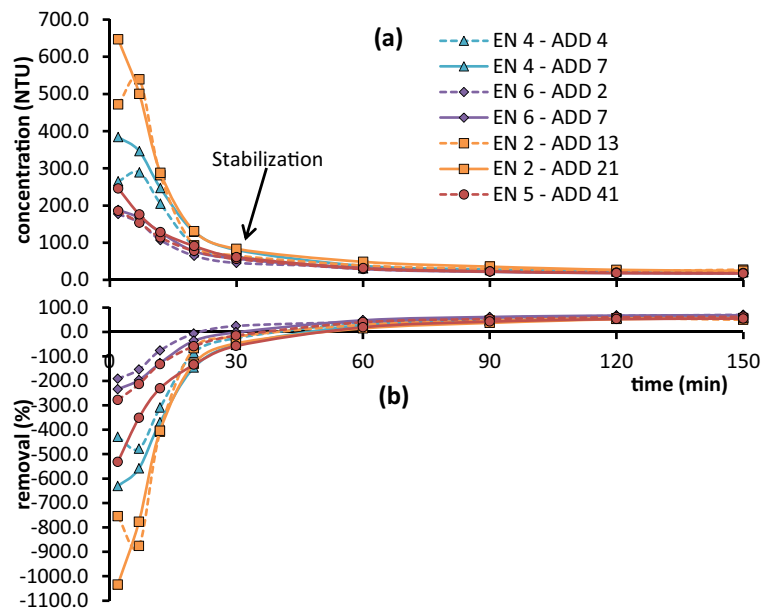 700.0
600.0
500.0
400.0
300.0
200.0
100.0
0.0
concentration (NTU)
(a)
EN 4 - ADD 4
EN 4 - ADD 7
EN 6 - ADD 2
EN 6 - ADD 7
EN 2 - ADD 13
EN 2 - ADD 21
EN 5 - ADD 41
Stabilization
100.0
0.0
-100.0
-200.0
-300.0
-400.0
-500.0
-600.0
-700.0
-800.0
-900.0
-1000.0
-1100.0
removal (%)
0 30 60 90 120 150
time (min)
(b)